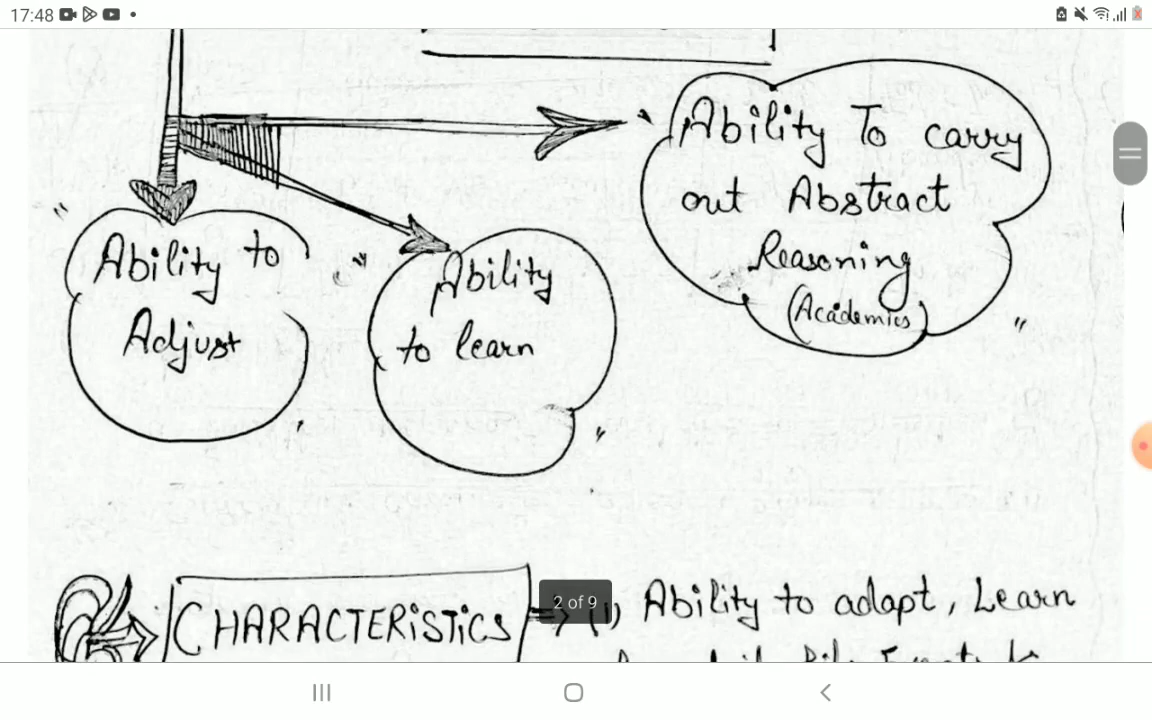 17:48
Ability To carry
out Abstract
Reasoning
(Academics)
Ability to
Adjust
Ability
to learn
CHARACTERiSTiCS
2 of 9
(1) Ability to adapt, Learn